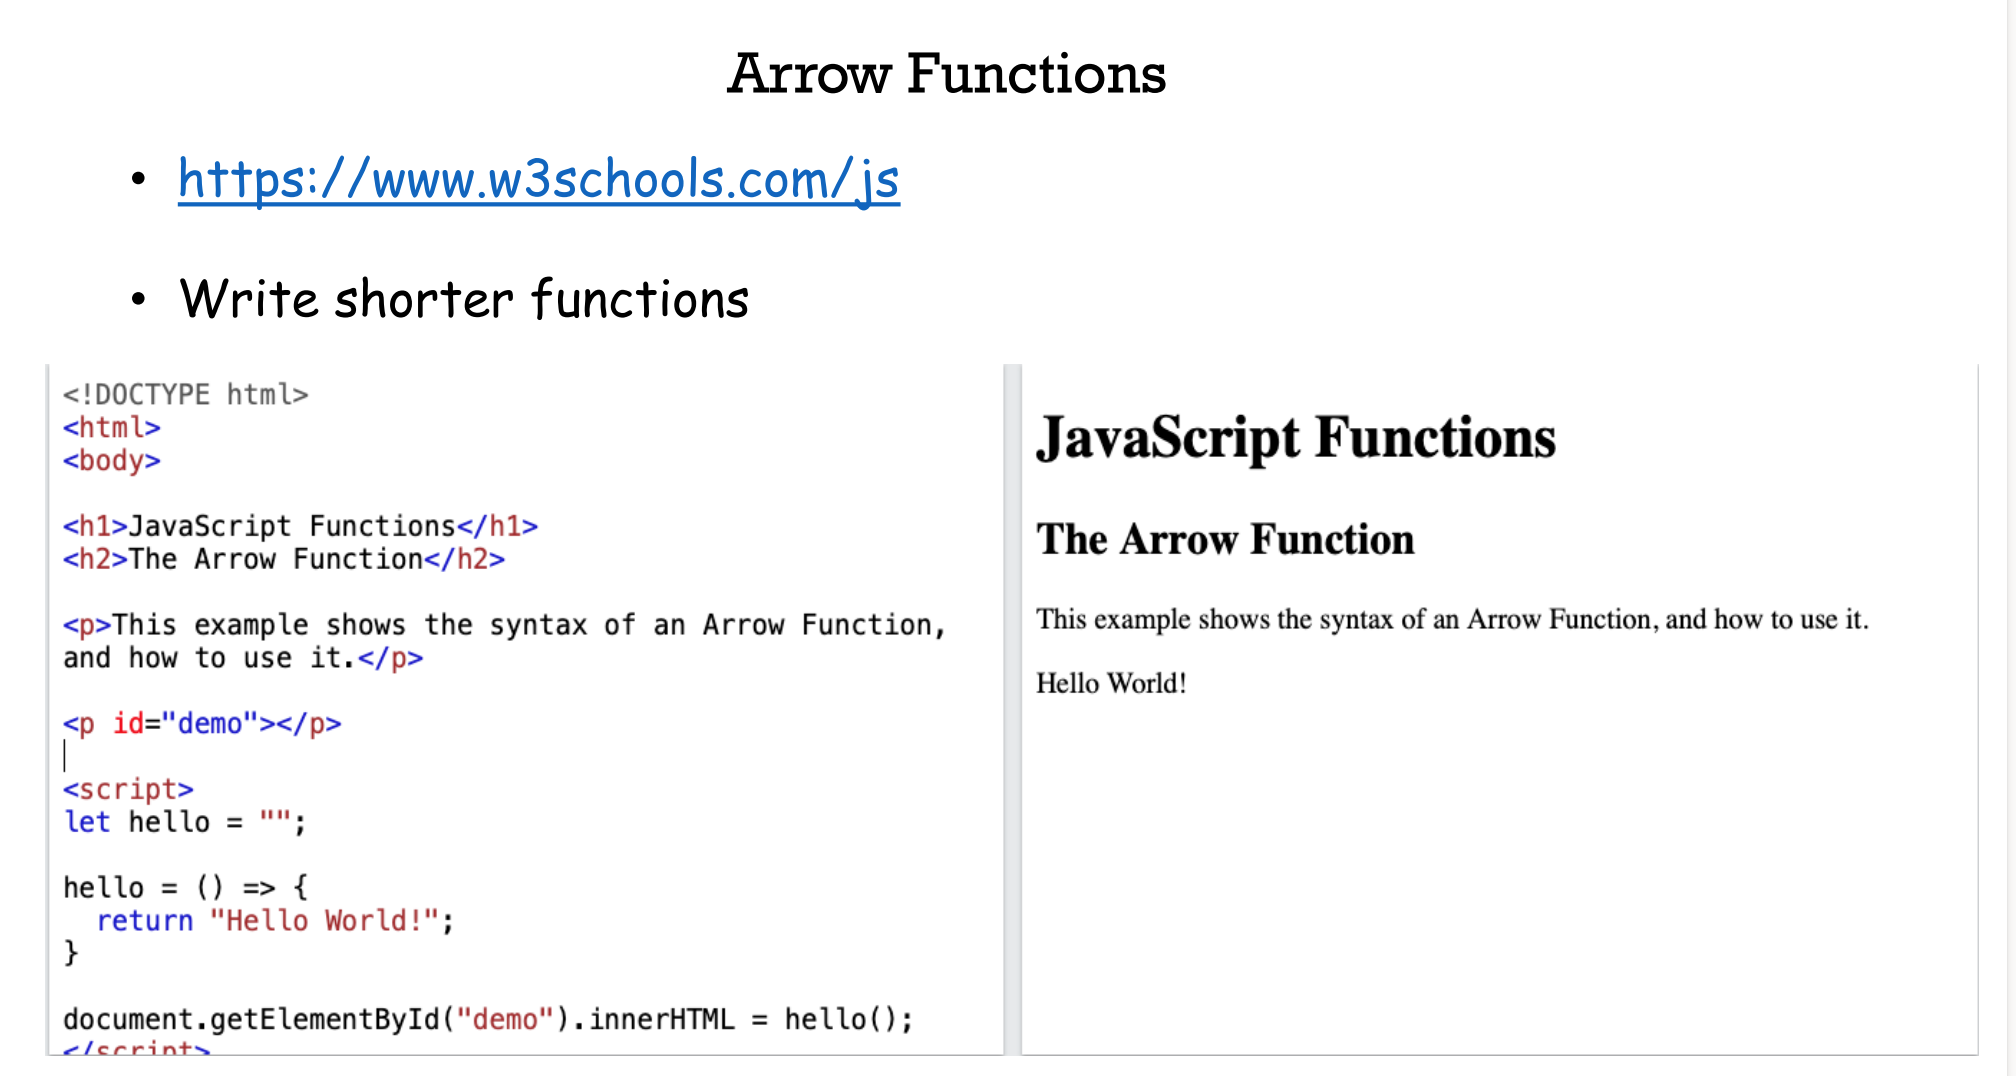 Arrow Functions
• https://www.w3schools.com/js
• Write shorter functions
<!DOCTYPE html>
<html>
<body>
<h1>JavaScript Functions</h1>
<h2>The Arrow Function</h2>
<p>This example shows the syntax of an Arrow Function,
and how to use it.</p>
<p id="demo"></p>
<script>
let hello = "";
hello = () => {
  return "Hello World!";
}
document.getElementById("demo").innerHTML = hello();
</script>
JavaScript Functions
The Arrow Function
This example shows the syntax of an Arrow Function, and how to use it.
Hello World!